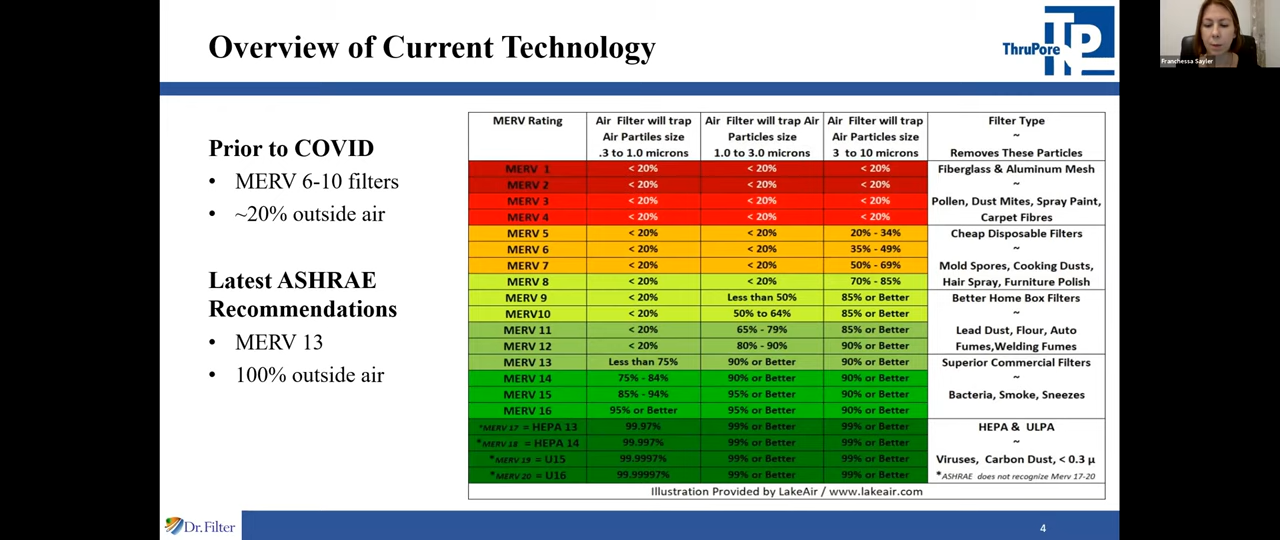 Overview of Current Technology
ThruPore
TPN
Franchessa Sayler
Prior to COVID
• MERV 6-10 filters
• ~20% outside air
Latest ASHRAE
Recommendations
• MERV 13
• 100% outside air
MERV Rating
Air Filter will trap
Air Partiles size
.3 to 1.0 microns
Air Filter will trap Air
Particles size
1.0 to 3.0 microns
Air Filter will trap
Air Particles size
3 to 10 microns
Filter Type
~
Removes These Particles
MERV 1 < 20% < 20% < 20%
MERV 2 < 20% < 20% < 20%
MERV 3 < 20% < 20% < 20%
MERV 4 < 20% < 20% < 20%
Fiberglass & Aluminum Mesh
~
Pollen, Dust Mites, Spray Paint,
Carpet Fibres
MERV 5 < 20% < 20% 20% - 34%
MERV 6 < 20% < 20% 35% - 49%
MERV 7 < 20% < 20% 50% - 69%
MERV 8 < 20% < 20% 70% - 85%
Cheap Disposable Filters
~
Mold Spores, Cooking Dusts,
Hair Spray, Furniture Polish
MERV 9 < 20% Less than 50% 85% or Better
MERV10 < 20% 50% to 64% 85% or Better
MERV 11 < 20% 65% - 79% 85% or Better
MERV 12 < 20% 80% - 90% 90% or Better
Better Home Box Filters
~
Lead Dust, Flour, Auto
Fumes,Welding Fumes
MERV 13 Less than 75% 90% or Better 90% or Better
MERV 14 75% - 84% 90% or Better 90% or Better
MERV 15 85% - 94% 95% or Better 90% or Better
MERV 16 95% or Better 95% or Better 90% or Better
Superior Commercial Filters
~
Bacteria, Smoke, Sneezes
*MERV 17 = HEPA 13 99.97% 99% or Better 99% or Better
*MERV 18 = HEPA 14 99.997% 99% or Better 99% or Better
*MERV 19 = U15 99.9997% 99% or Better 99% or Better
*MERV 20 = U16 99.99997% 99% or Better 99% or Better
HEPA & ULPA
~
Viruses, Carbon Dust, < 0.3 µ
*ASHRAE does not recognize Merv 17-20
Illustration Provided by LakeAir / www.lakeair.com
Dr.Filter
4